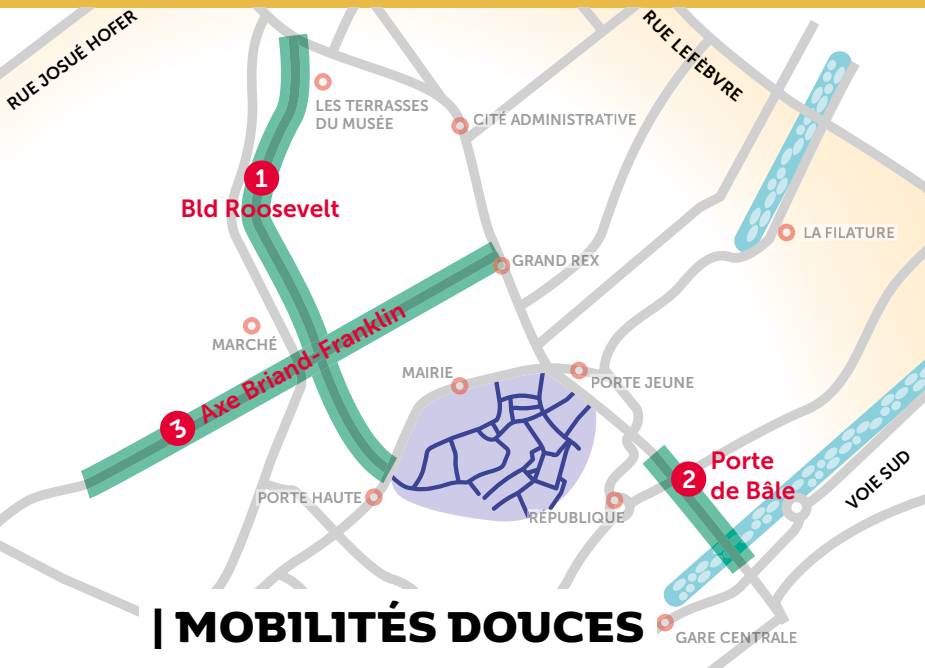 RUE JOSUÉ HOFER
RUE LEFÈBVRE
LES TERRASSES
DU MUSÉE
CITÉ ADMINISTRATIVE
1
Bld Roosevelt
LA FILATURE
GRAND REX
MARCHÉ
3 Axe Briand-Franklin
MAIRIE
PORTE JEUNE
2
Porte
de Bâle
VOIE SUD
PORTE HAUTE
RÉPUBLIQUE
| MOBILITÉS DOUCES
GARE CENTRALE